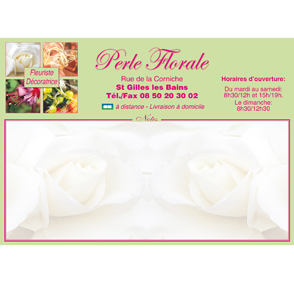 Fleuriste
Décoratrice
Perle Florale
Rue de la Corniche
St Gilles les Bains
Tél./Fax 08 50 20 30 02
à distance - Livraison à domicile
Horaires d'ouverture:
Du mardi au samedi:
8h30/12h et 15h/19h.
Le dimanche:
8h30/12h30
Notes